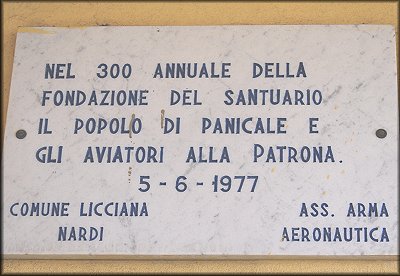 NEL 300 ANNUALE DELLA
FONDAZIONE DEL SANTUARIO
IL POPOLO DI PANICALE E
GLI AVIATORI ALLA PATRONA.
5-6-1977
COMUNE LICCIANA
NARDI
ASS. ARMA
AERONAUTICA